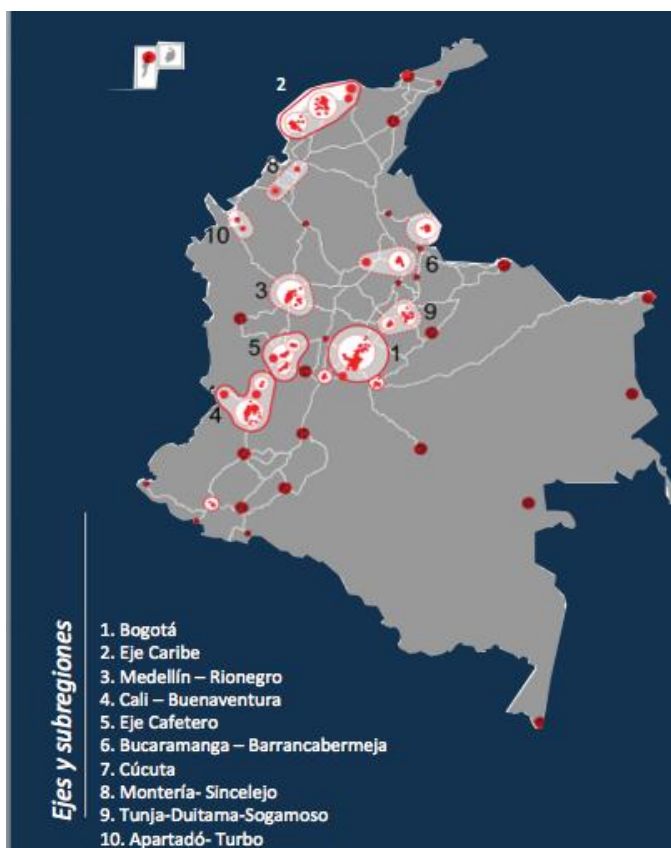 2
8
10
6
3
9
5
1
4
Ejes y subregiones
1. Bogotá
2. Eje Caribe
3. Medellín – Rionegro
4. Cali – Buenaventura
5. Eje Cafetero
6. Bucaramanga – Barrancabermeja
7. Cúcuta
8. Montería- Sincelejo
9. Tunja-Duitama-Sogamoso
10. Apartadó- Turbo